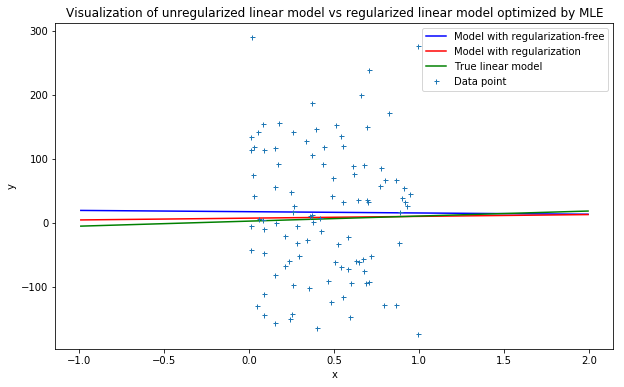 Visualization of unregularized linear model vs regularized linear model optimized by MLE
300
200
100
0
−100
y
Model with regularization-free
Model with regularization
True linear model
Data point
−1.0 −0.5 0.0 0.5 1.0 1.5 2.0
x